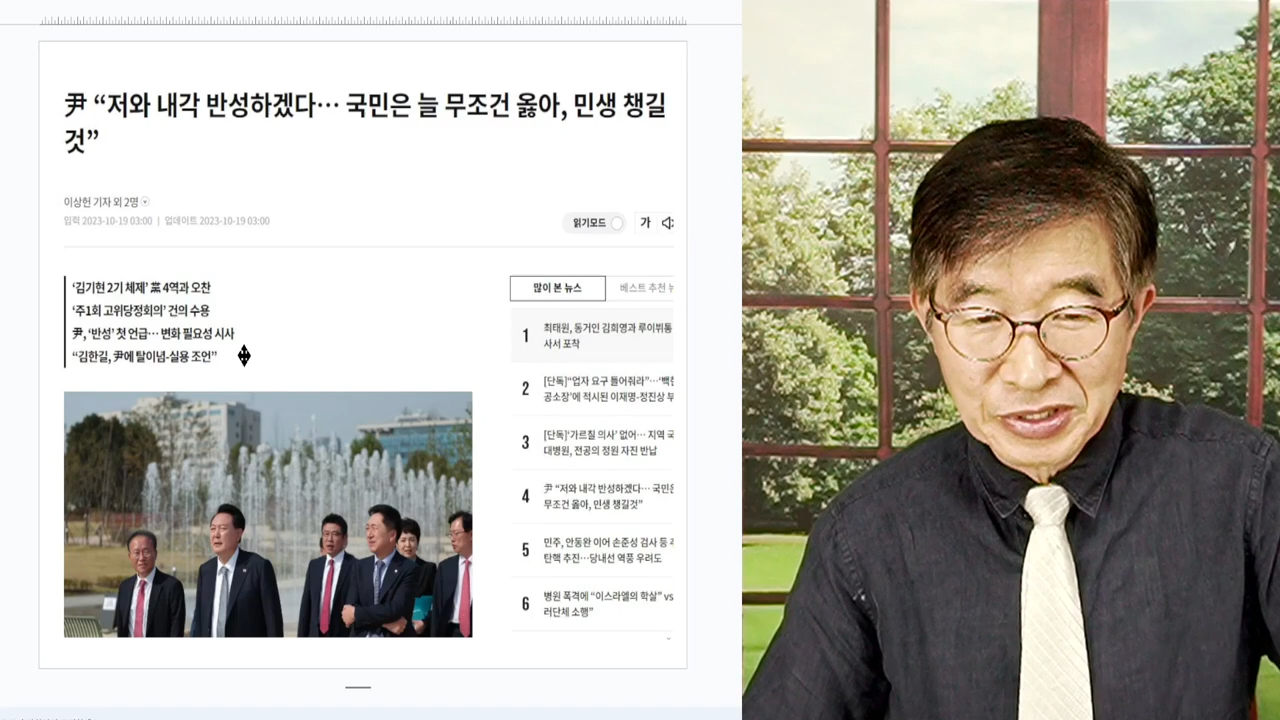 尹 “저와 내각 반성하겠다… 국민은 늘 무조건 옳아, 민생 챙길
것”
이상헌 기자 외 2명
입력 2023-10-19 03:00 | 업데이트 2023-10-19 03:00
읽기모드 가
‘김기현 2기 체제’ 黨 4역과 오찬
‘주1회 고위당정회의’ 건의 수용
尹, ‘반성’ 첫 언급… 변화 필요성 시사
“김한길, 尹에 탈이념-실용 조언”
많이 본 뉴스 베스트 추천
1 최태원, 동거인 김희영과 루이뷔통
사서 포착
2 [단독]“업자 요구 들어줘라”…‘백현
공소장’에 적시된 이재명-정진상
3 [단독]‘가르칠 의사’ 없어… 지역
대병원, 전공의 정원 자진 반납
4 尹 “저와 내각 반성하겠다… 국민은
무조건 옳아, 민생 챙길것”
5 민주, 안동완 이어 손준성 검사 등
탄핵 추진…당내선 역풍 우려도
6 병원 폭격에 “이스라엘의 학살” vs
러단체 소행”